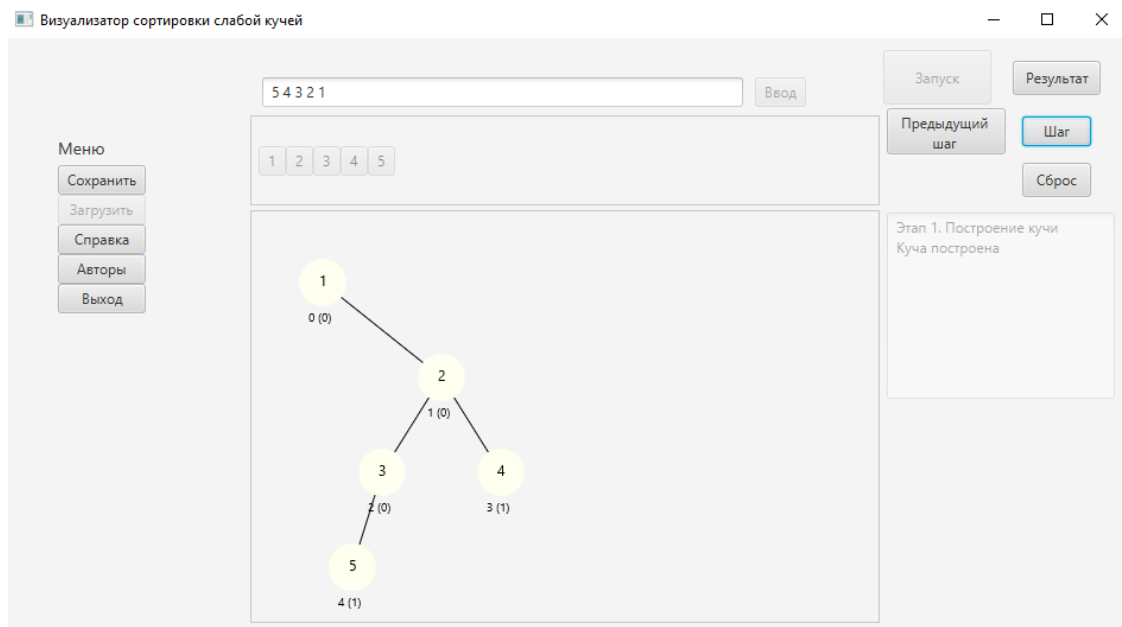 Визуализатор сортировки слабой кучей
5 4 3 2 1
Ввод
Запуск
Результат
Предыдущий
шаг
Шаг
Сброс
Меню
Сохранить
Загрузить
Справка
Авторы
Выход
1 2 3 4 5
Этап 1. Построение кучи
Куча построена
1
0 (0)
2
1 (0)
3
2 (0)
4
3 (1)
5
4 (1)